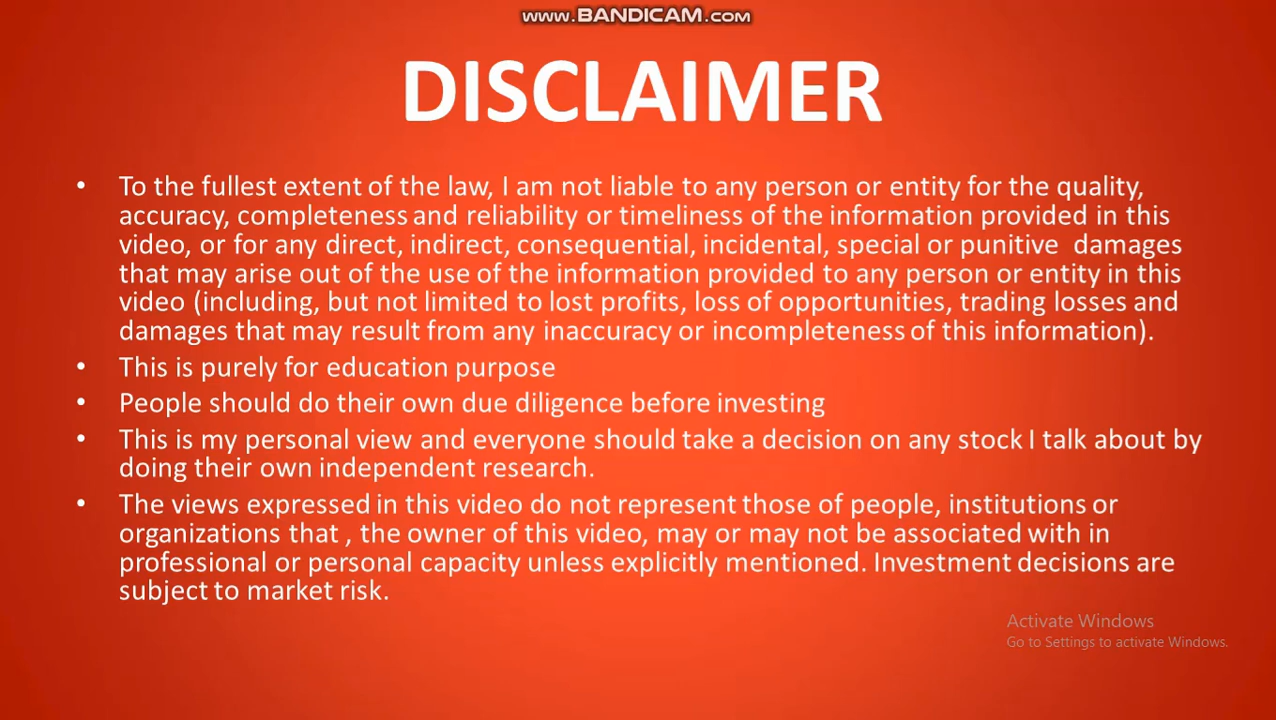 www.BANDICAM.com
DISCLAIMER
• To the fullest extent of the law, I am not liable to any person or entity for the quality,
accuracy, completeness and reliability or timeliness of the information provided in this
video, or for any direct, indirect, consequential, incidental, special or punitive  damages
that may arise out of the use of the information provided to any person or entity in this
video (including, but not limited to lost profits, loss of opportunities, trading losses and
damages that may result from any inaccuracy or incompleteness of this information).
• This is purely for education purpose
• People should do their own due diligence before investing
• This is my personal view and everyone should take a decision on any stock I talk about by
doing their own independent research.
• The views expressed in this video do not represent those of people, institutions or
organizations that , the owner of this video, may or may not be associated with in
professional or personal capacity unless explicitly mentioned. Investment decisions are
subject to market risk.
Activate Windows
Go to Settings to activate Windows.